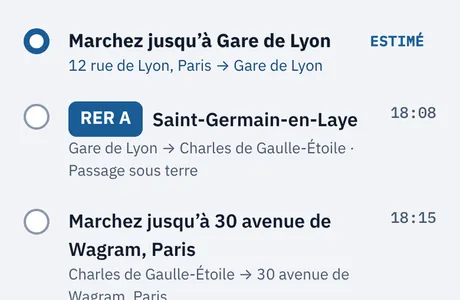 Marchez jusqu’à Gare de Lyon ESTIMÉ
12 rue de Lyon, Paris → Gare de Lyon
RER A Saint-Germain-en-Laye 18:08
Gare de Lyon → Charles de Gaulle-Étoile ·
Passage sous terre
Marchez jusqu’à 30 avenue de 18:15
Wagram, Paris
Charles de Gaulle-Étoile → 30 avenue de
Wagram, Paris